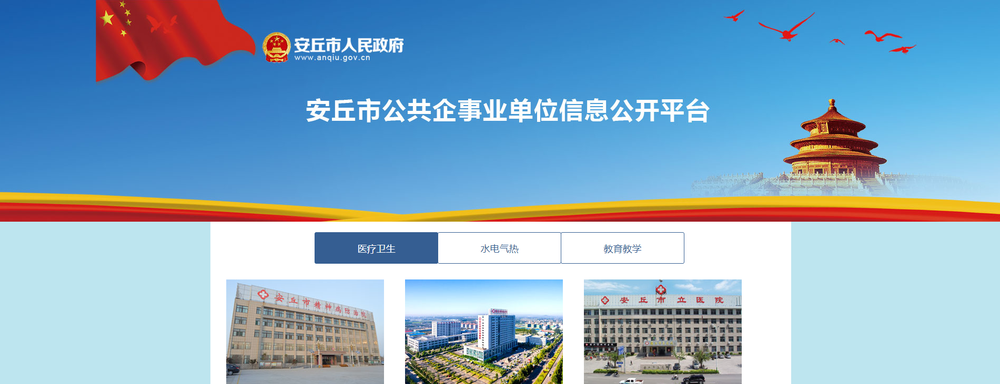 安丘市人民政府
www.anqiu.gov.cn
安丘市公共企事业单位信息公开平台
医疗卫生
水电气热
教育教学
安丘市精神病防治院
安丘市立医院